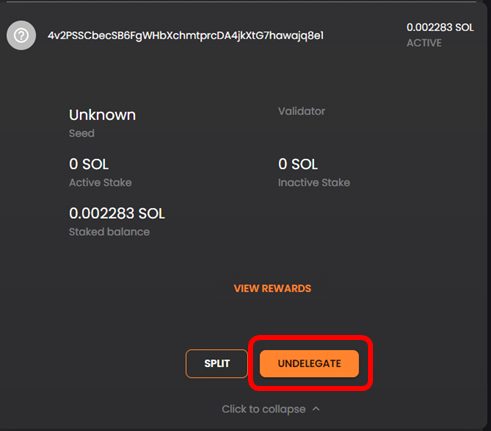 4v2PSSCbecSB6FgWHbXchmtprcDA4jkXtG7hawajq8e1
0.002283 SOL
ACTIVE
Unknown
Seed
Validator
0 SOL
Active Stake
0 SOL
Inactive Stake
0.002283 SOL
Staked balance
VIEW REWARDS
SPLIT
UNDELEGATE
Click to collapse